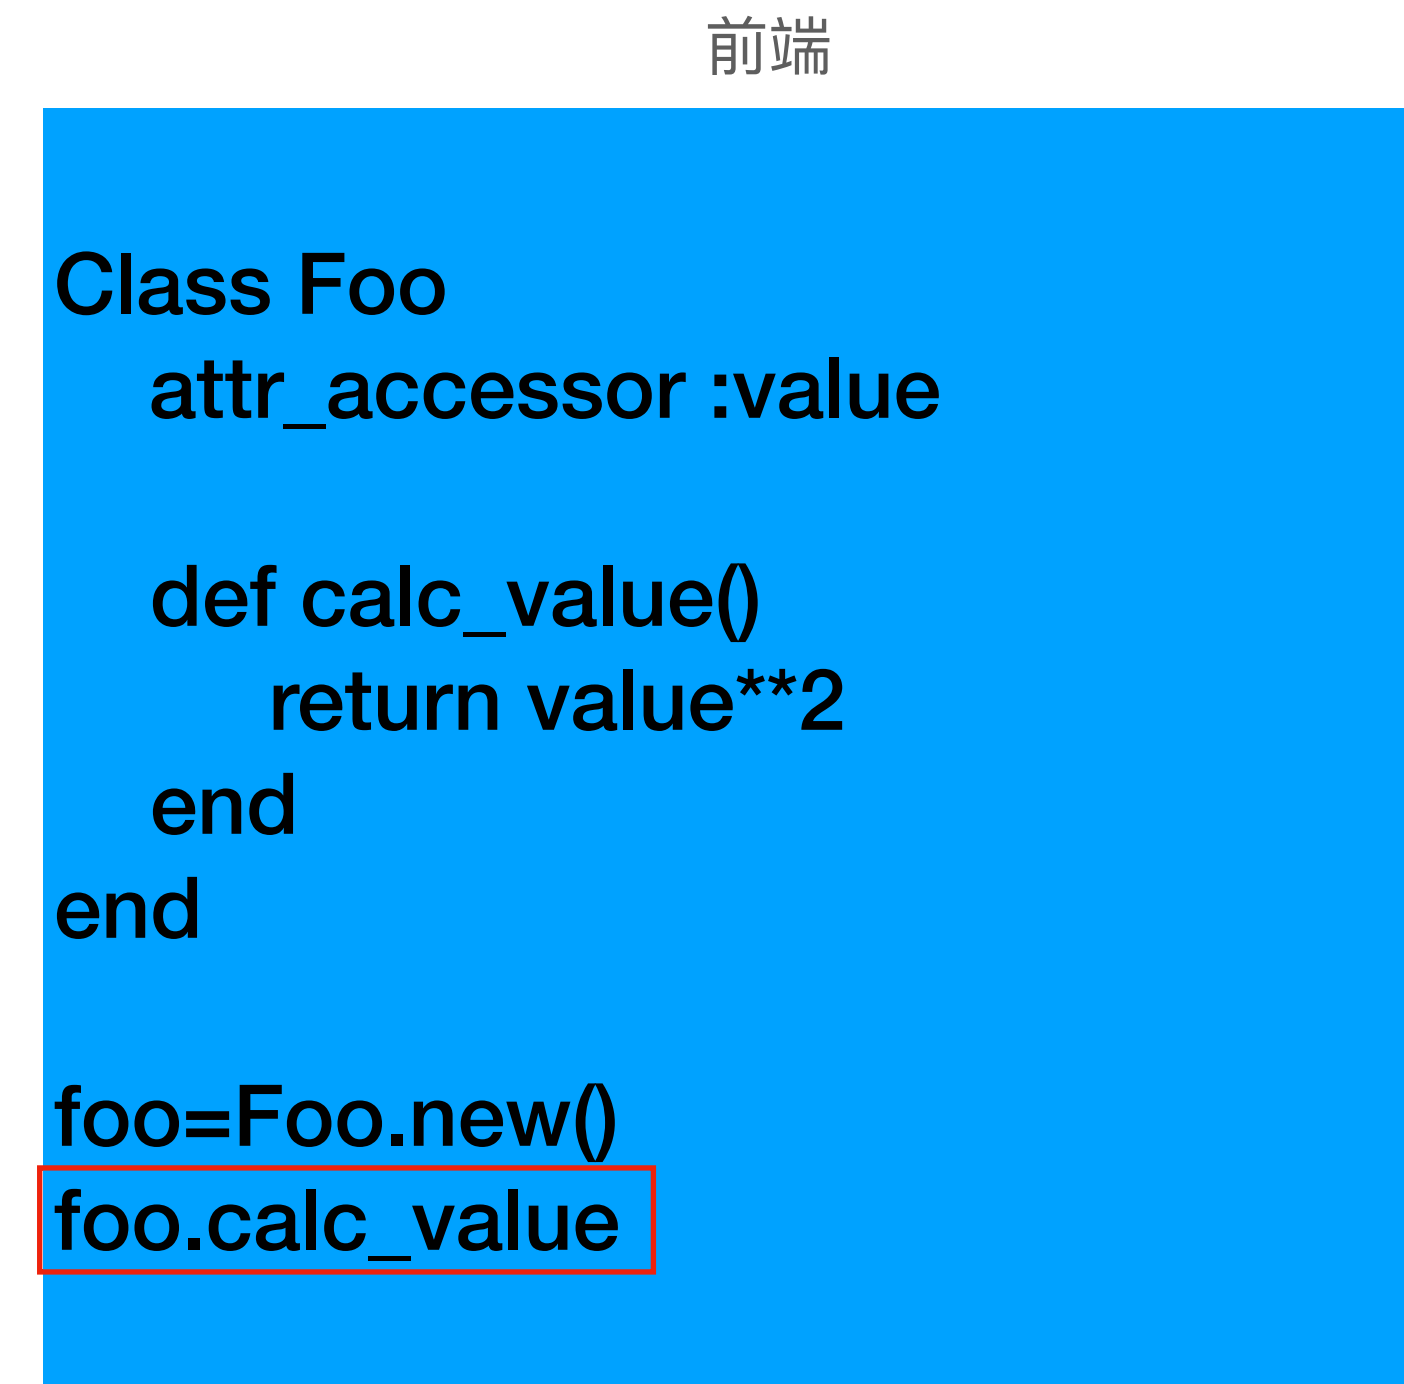 前端
Class Foo
attr_accessor :value
def calc_value()
return value**2
end
end
foo=Foo.new()
foo.calc_value